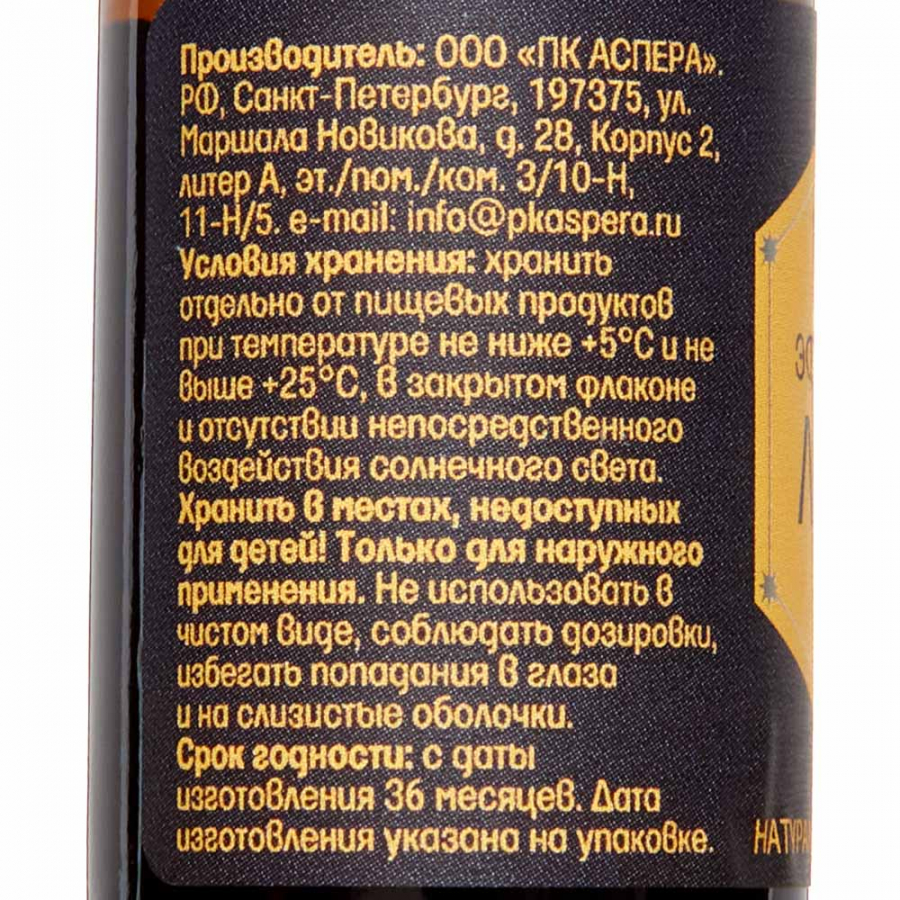 Производитель: ООО «ПК АСПЕРА».
РФ, Санкт-Петербург, 197375, ул.
Маршала Новикова, д. 28, Корпус 2,
литер А, эт./пом./ком. 3/10-Н,
11-Н/5. e-mail: info@pkaspera.ru
Условия хранения: хранить
отдельно от пищевых продуктов
при температуре не ниже +5°C и не
выше +25°C, в закрытом флаконе
и отсутствии непосредственного
воздействия солнечного света.
Хранить в местах, недоступных
для детей! Только для наружного
применения. Не использовать в
чистом виде, соблюдать дозировки,
избегать попадания в глаза
и на слизистые оболочки.
Срок годности: с даты
изготовления 36 месяцев. Дата
изготовления указана на упаковке.